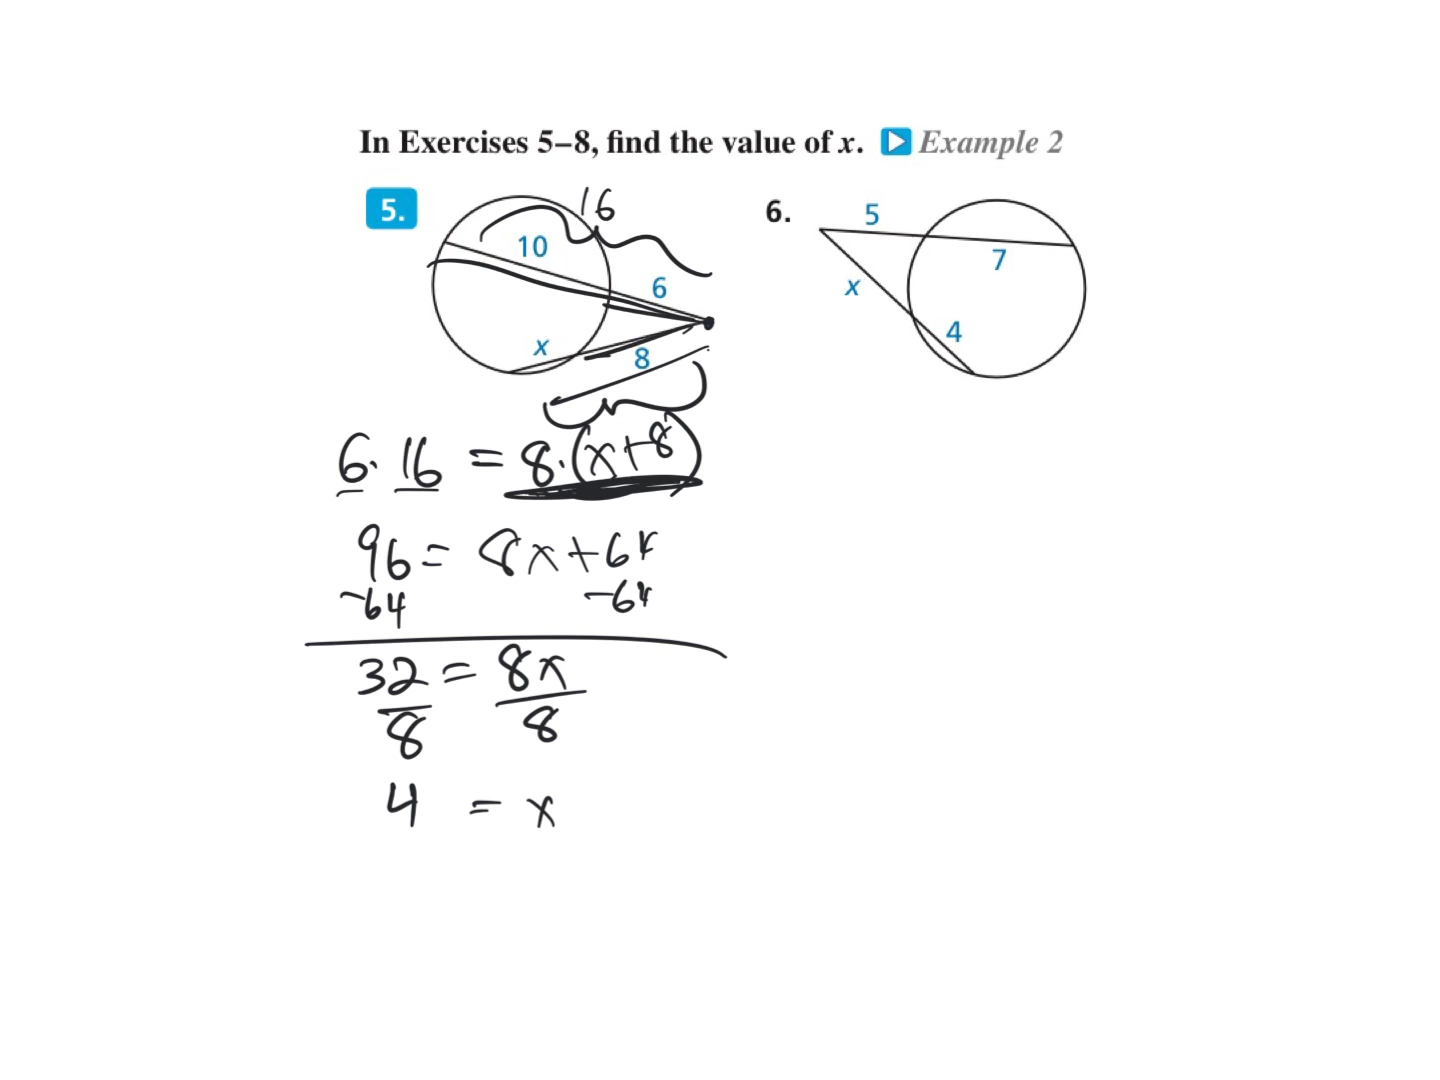 In Exercises 5–8, find the value of x. Example 2
5.
16
10
6
x
8
6.
5
7
x
4
6 · 16 = 8 · (x+8)
96 = 8x+64
-64 -64
32 = 8x
8 8
4 = x